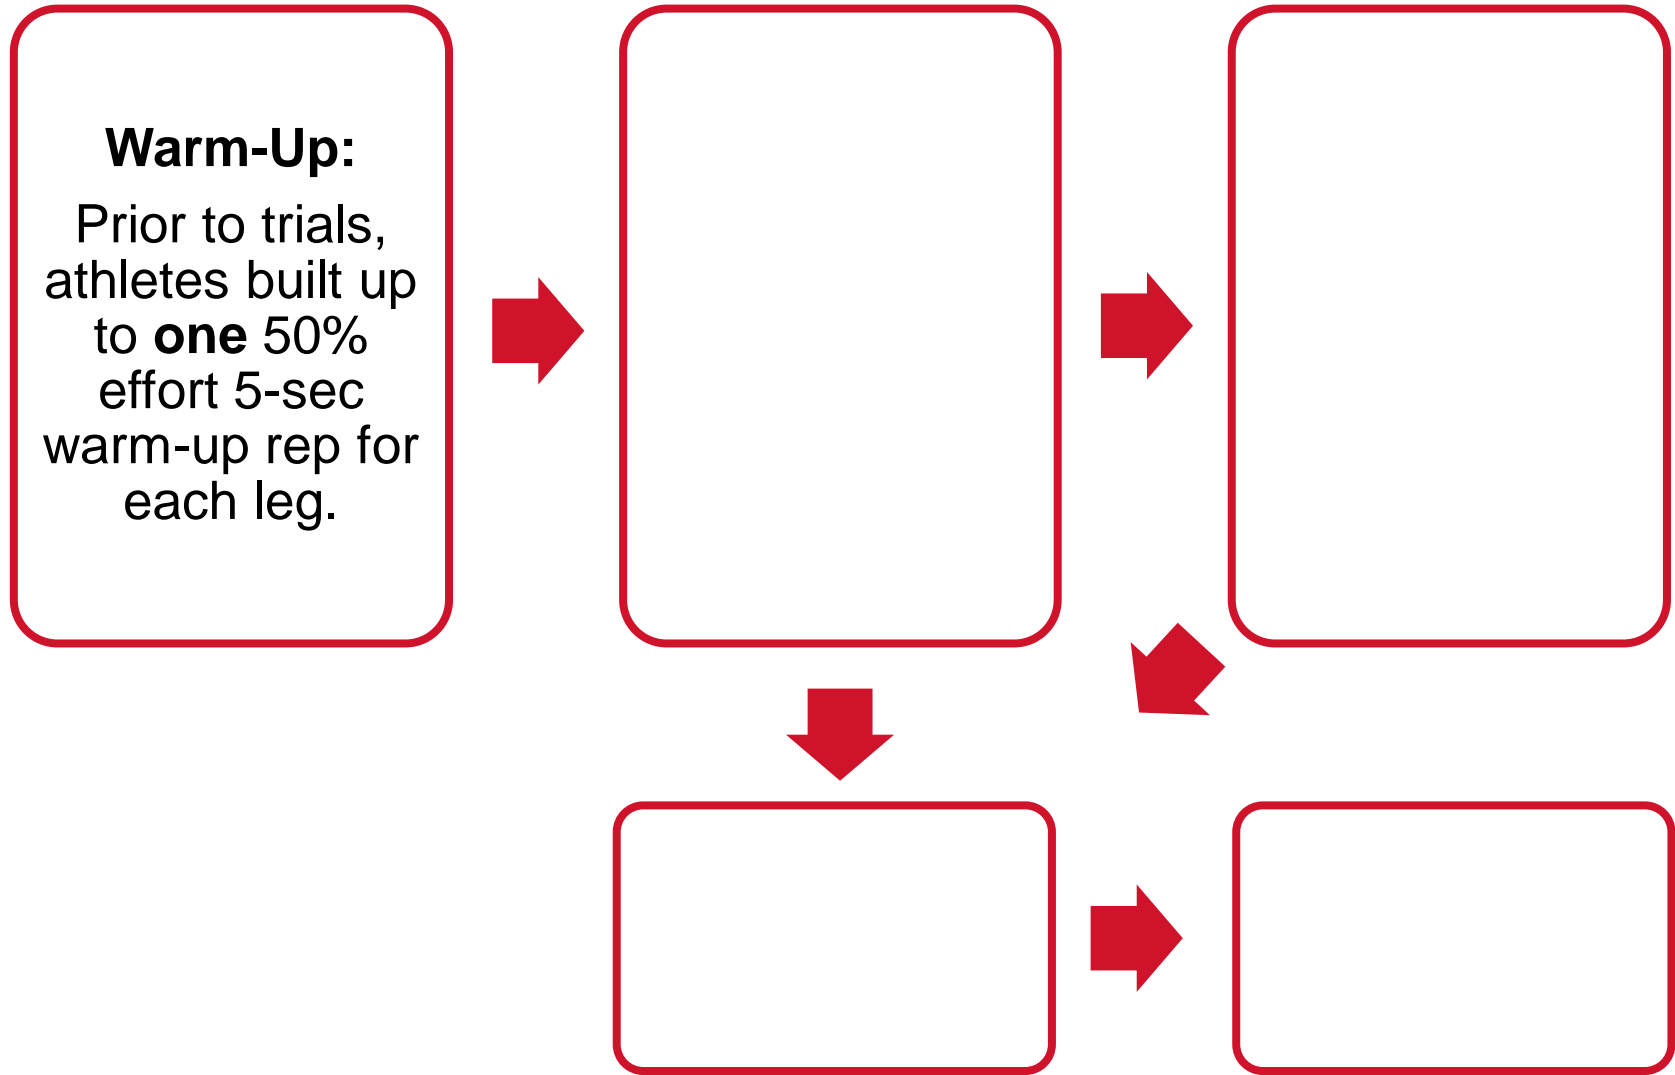 Warm-Up:
Prior to trials,
athletes built up
to one 50%
effort 5-sec
warm-up rep for
each leg.